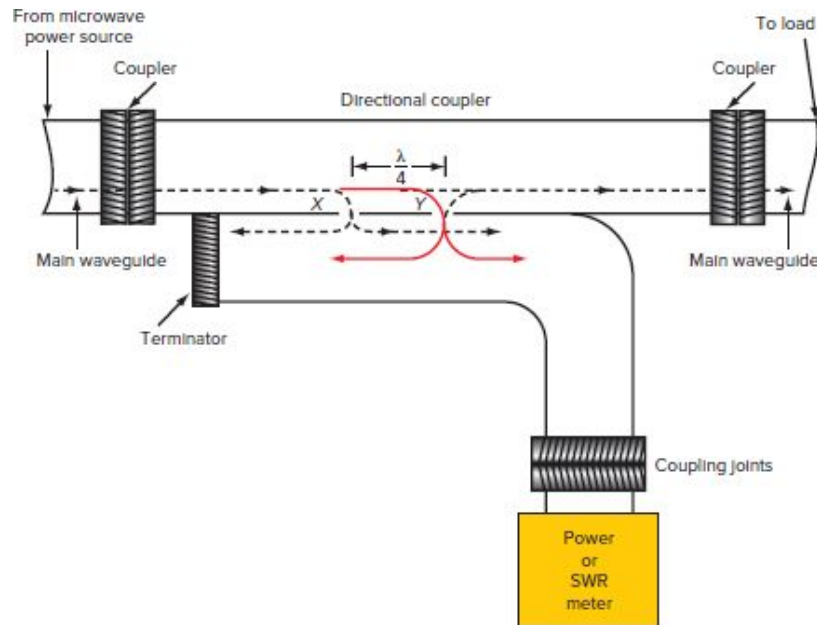 From microwave
power source
To load
Coupler
Coupler
Directional coupler
λ
4
X
Y
Main waveguide
Main waveguide
Terminator
Coupling joints
Power
or
SWR
meter